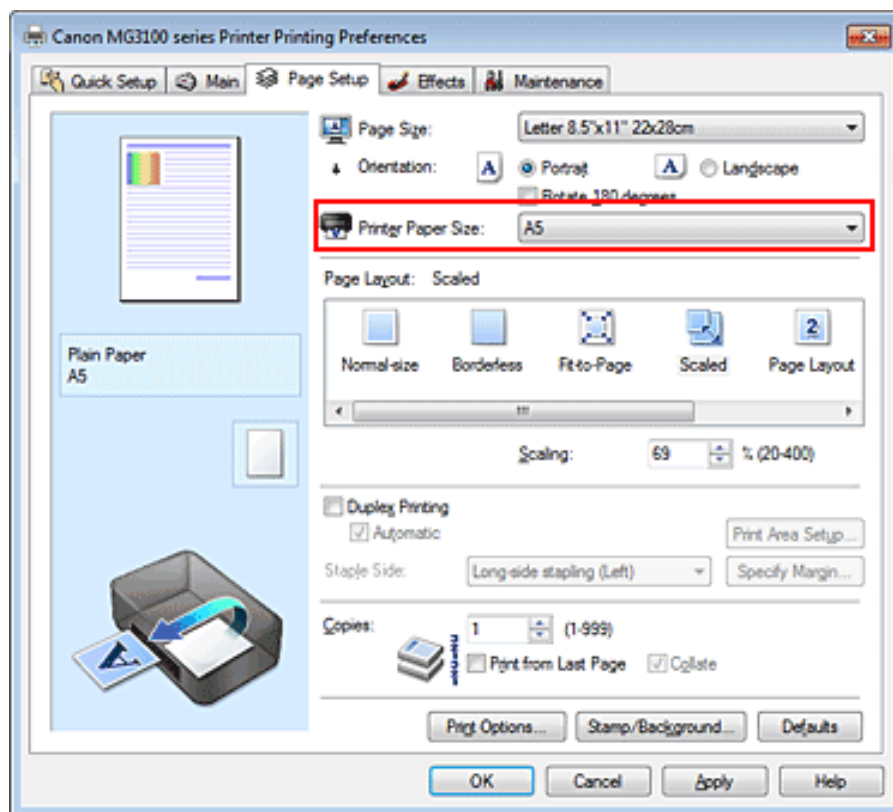 Canon MG3100 series Printer Printing Preferences
Quick Setup Main Page Setup Effects Maintenance
Page Size: Letter 8.5"x11" 22x28cm
Orientation: A Portrait A Landscape
Rotate 180 degrees
Printer Paper Size: A5
Page Layout: Scaled
2
Normal-size Borderless Fit-to-Page Scaled Page Layout
Plain Paper
A5
Scaling: 69 % (20-400)
Duplex Printing
Automatic Print Area Setup...
Staple Side: Long-side stapling (Left) Specify Margin...
A
Copies: 1 (1-999)
Print from Last Page Collate
Print Options... Stamp/Background... Defaults
OK Cancel Apply Help